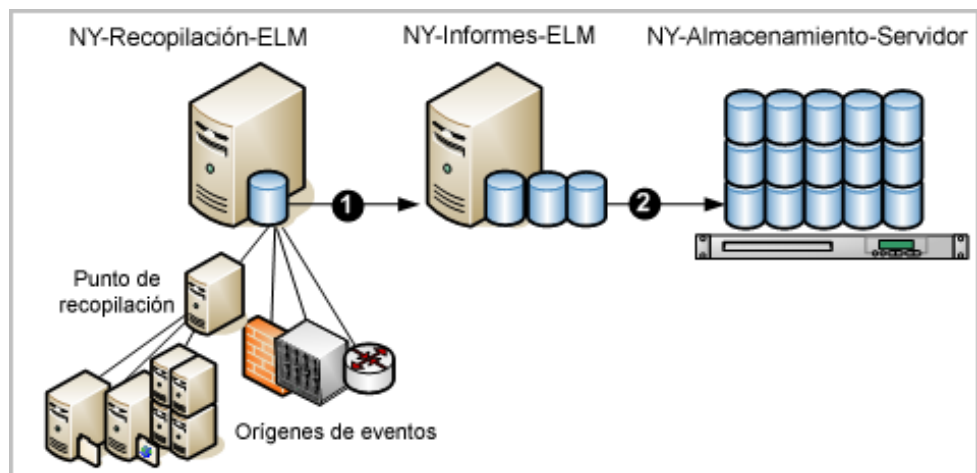 NY-Recopilación-ELM
NY-Informes-ELM
NY-Almacenamiento-Servidor
1
2
Punto de
recopilación
Orígenes de eventos